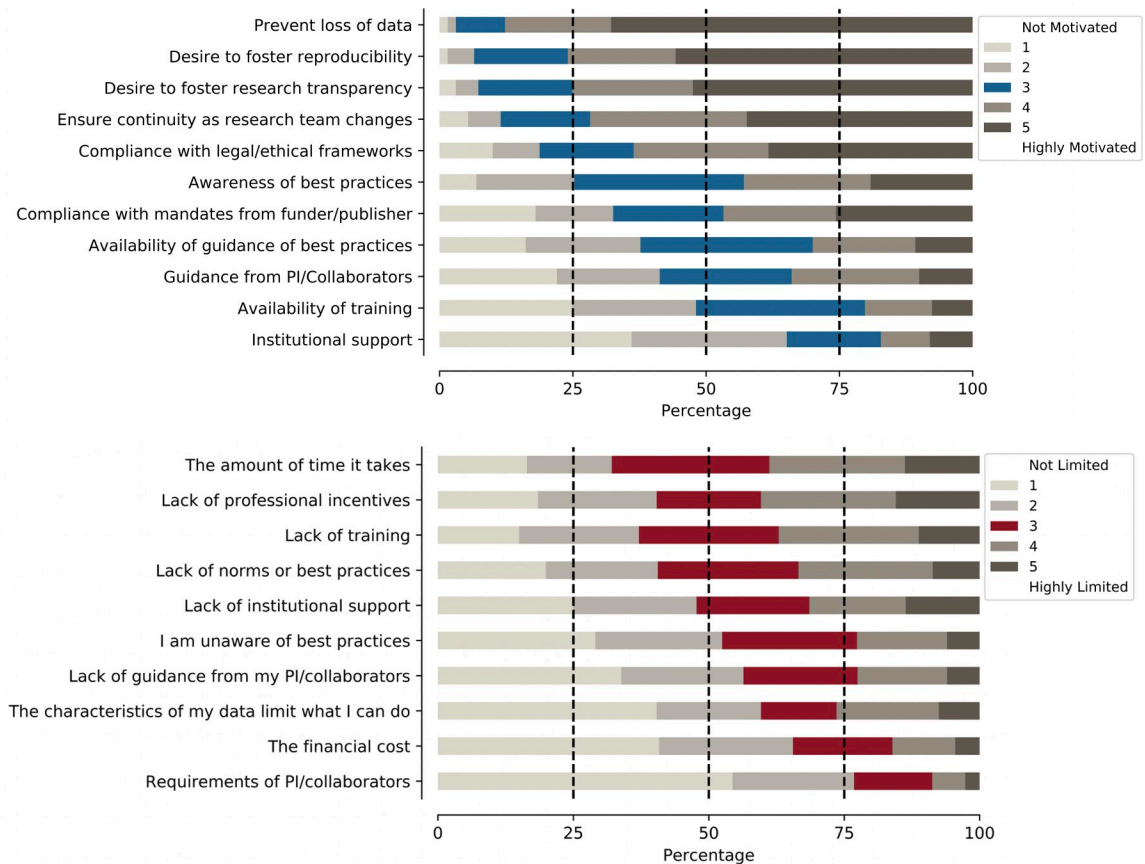 Prevent loss of data
Desire to foster reproducibility
Desire to foster research transparency
Ensure continuity as research team changes
Compliance with legal/ethical frameworks
Awareness of best practices
Compliance with mandates from funder/publisher
Availability of guidance of best practices
Guidance from PI/Collaborators
Availability of training
Institutional support
0 25 50 75 100
Percentage
Not Motivated
1
2
3
4
5
Highly Motivated
The amount of time it takes
Lack of professional incentives
Lack of training
Lack of norms or best practices
Lack of institutional support
I am unaware of best practices
Lack of guidance from my PI/collaborators
The characteristics of my data limit what I can do
The financial cost
Requirements of PI/collaborators
0 25 50 75 100
Percentage
Not Limited
1
2
3
4
5
Highly Limited